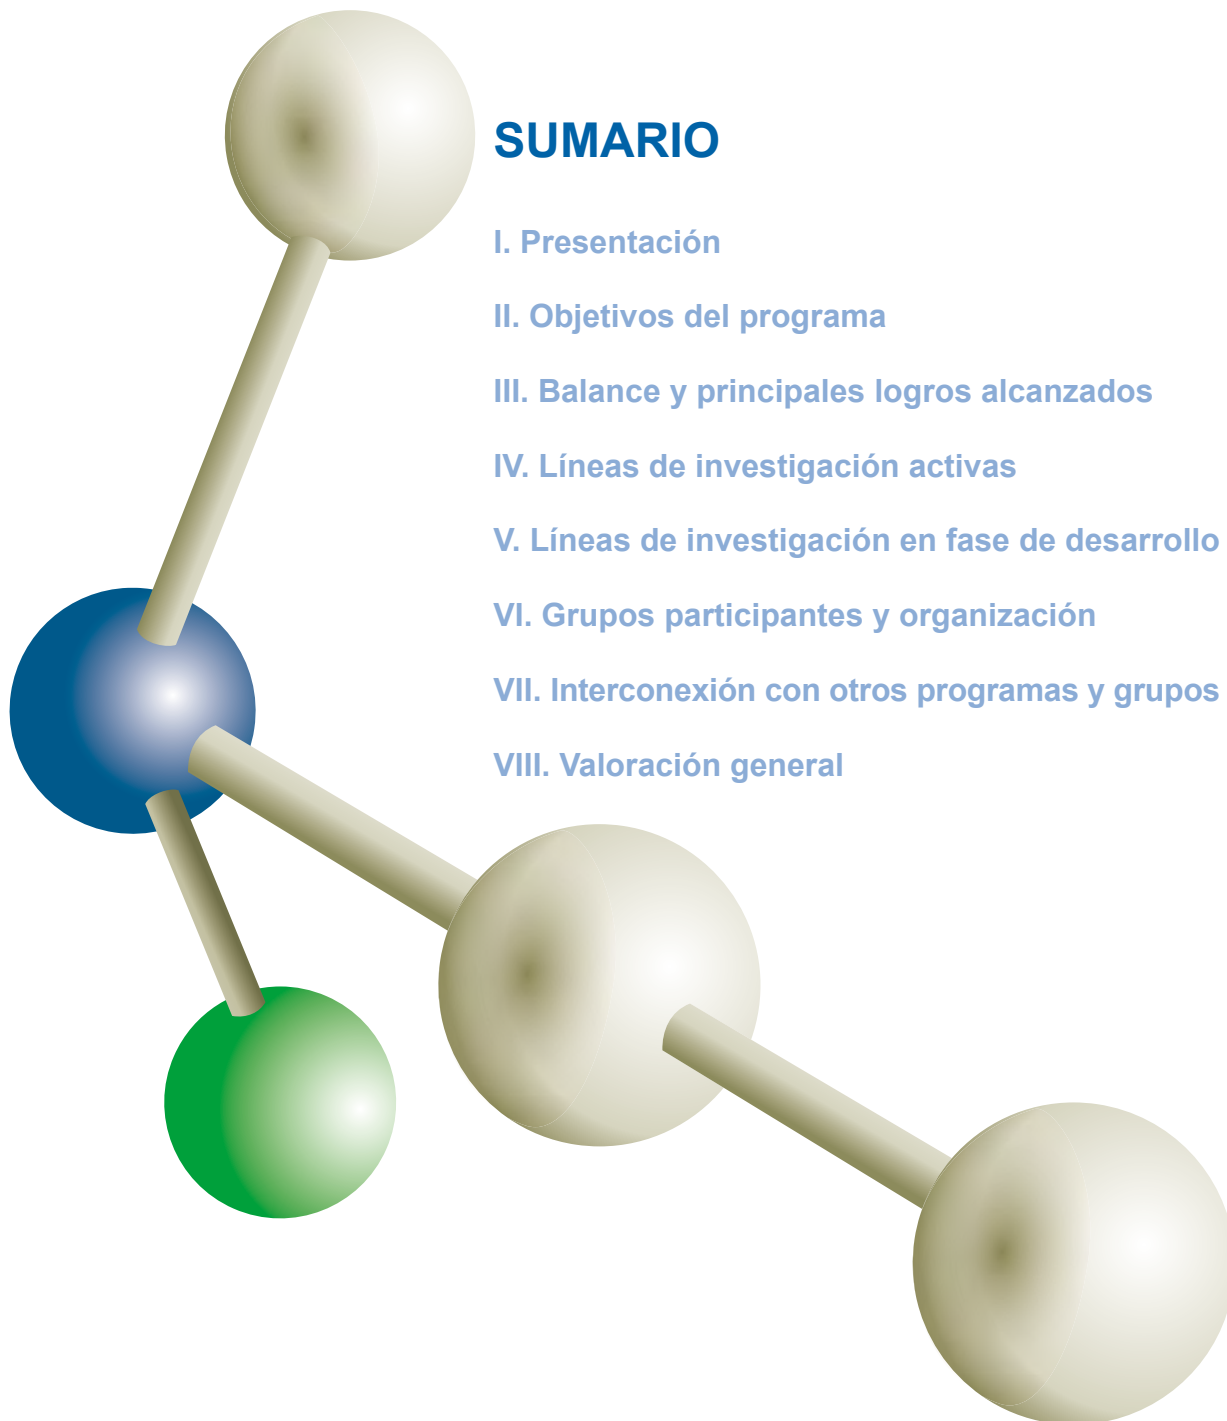 SUMARIO
I. Presentación
II. Objetivos del programa
III. Balance y principales logros alcanzados
IV. Líneas de investigación activas
V. Líneas de investigación en fase de desarrollo
VI. Grupos participantes y organización
VII. Interconexión con otros programas y grupos
VIII. Valoración general